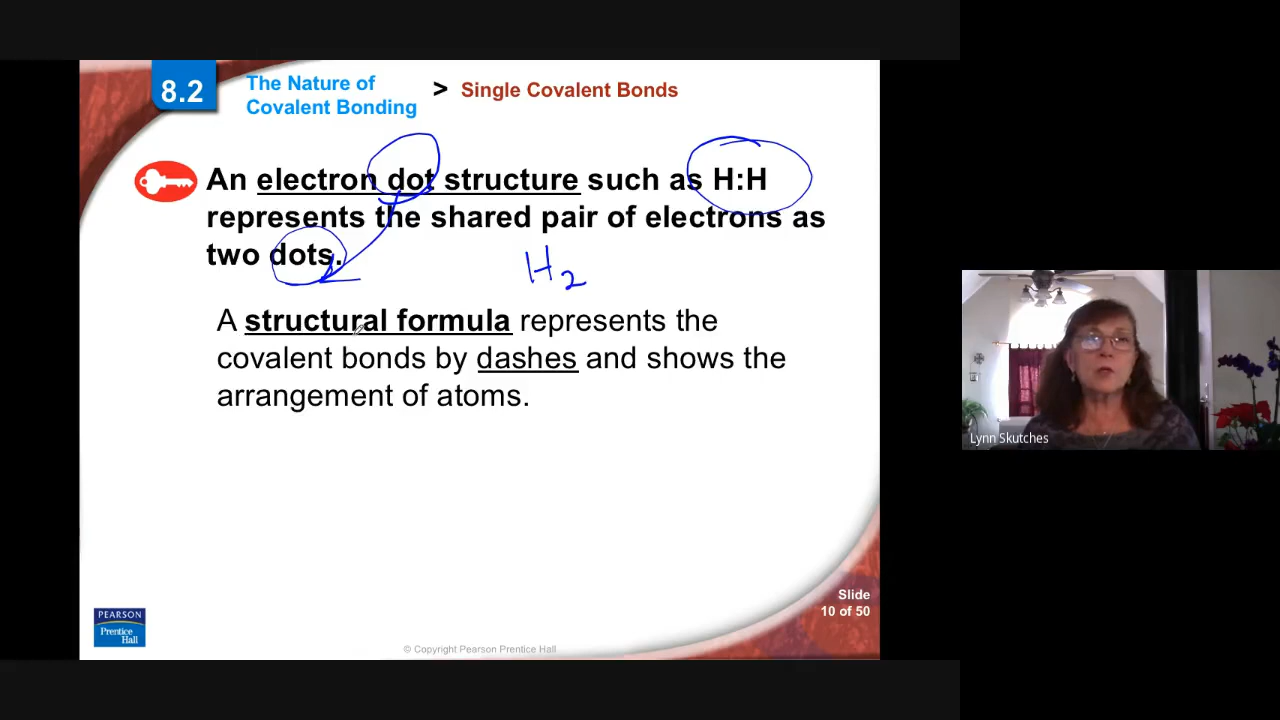 8.2
The Nature of
Covalent Bonding
> Single Covalent Bonds
An electron dot structure such as H:H
represents the shared pair of electrons as
two dots.
H2
A structural formula represents the
covalent bonds by dashes and shows the
arrangement of atoms.
Lynn Skutches
Slide
10 of 50
PEARSON
Prentice
Hall
© Copyright Pearson Prentice Hall